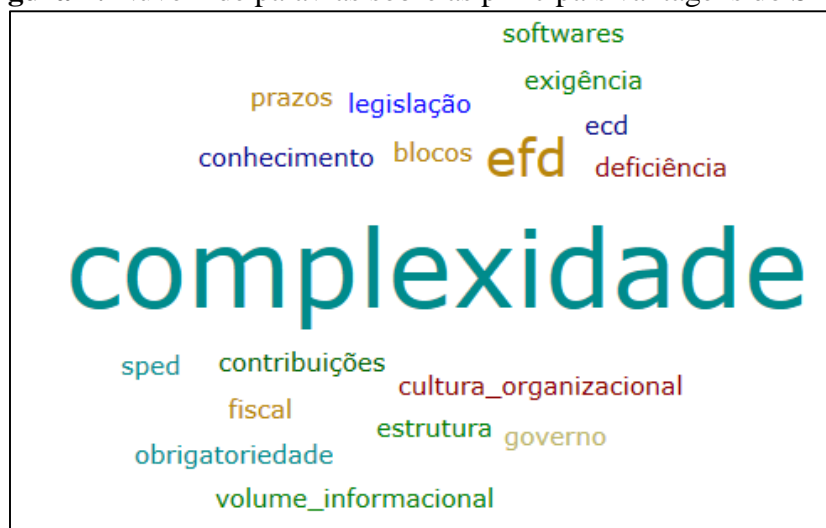 softwares
exigência
prazos legislação
ecd
conhecimento blocos efd deficiência
complexidade
sped contribuições
cultura_organizacional
fiscal
estrutura governo
obrigatoriedade
volume_informacional